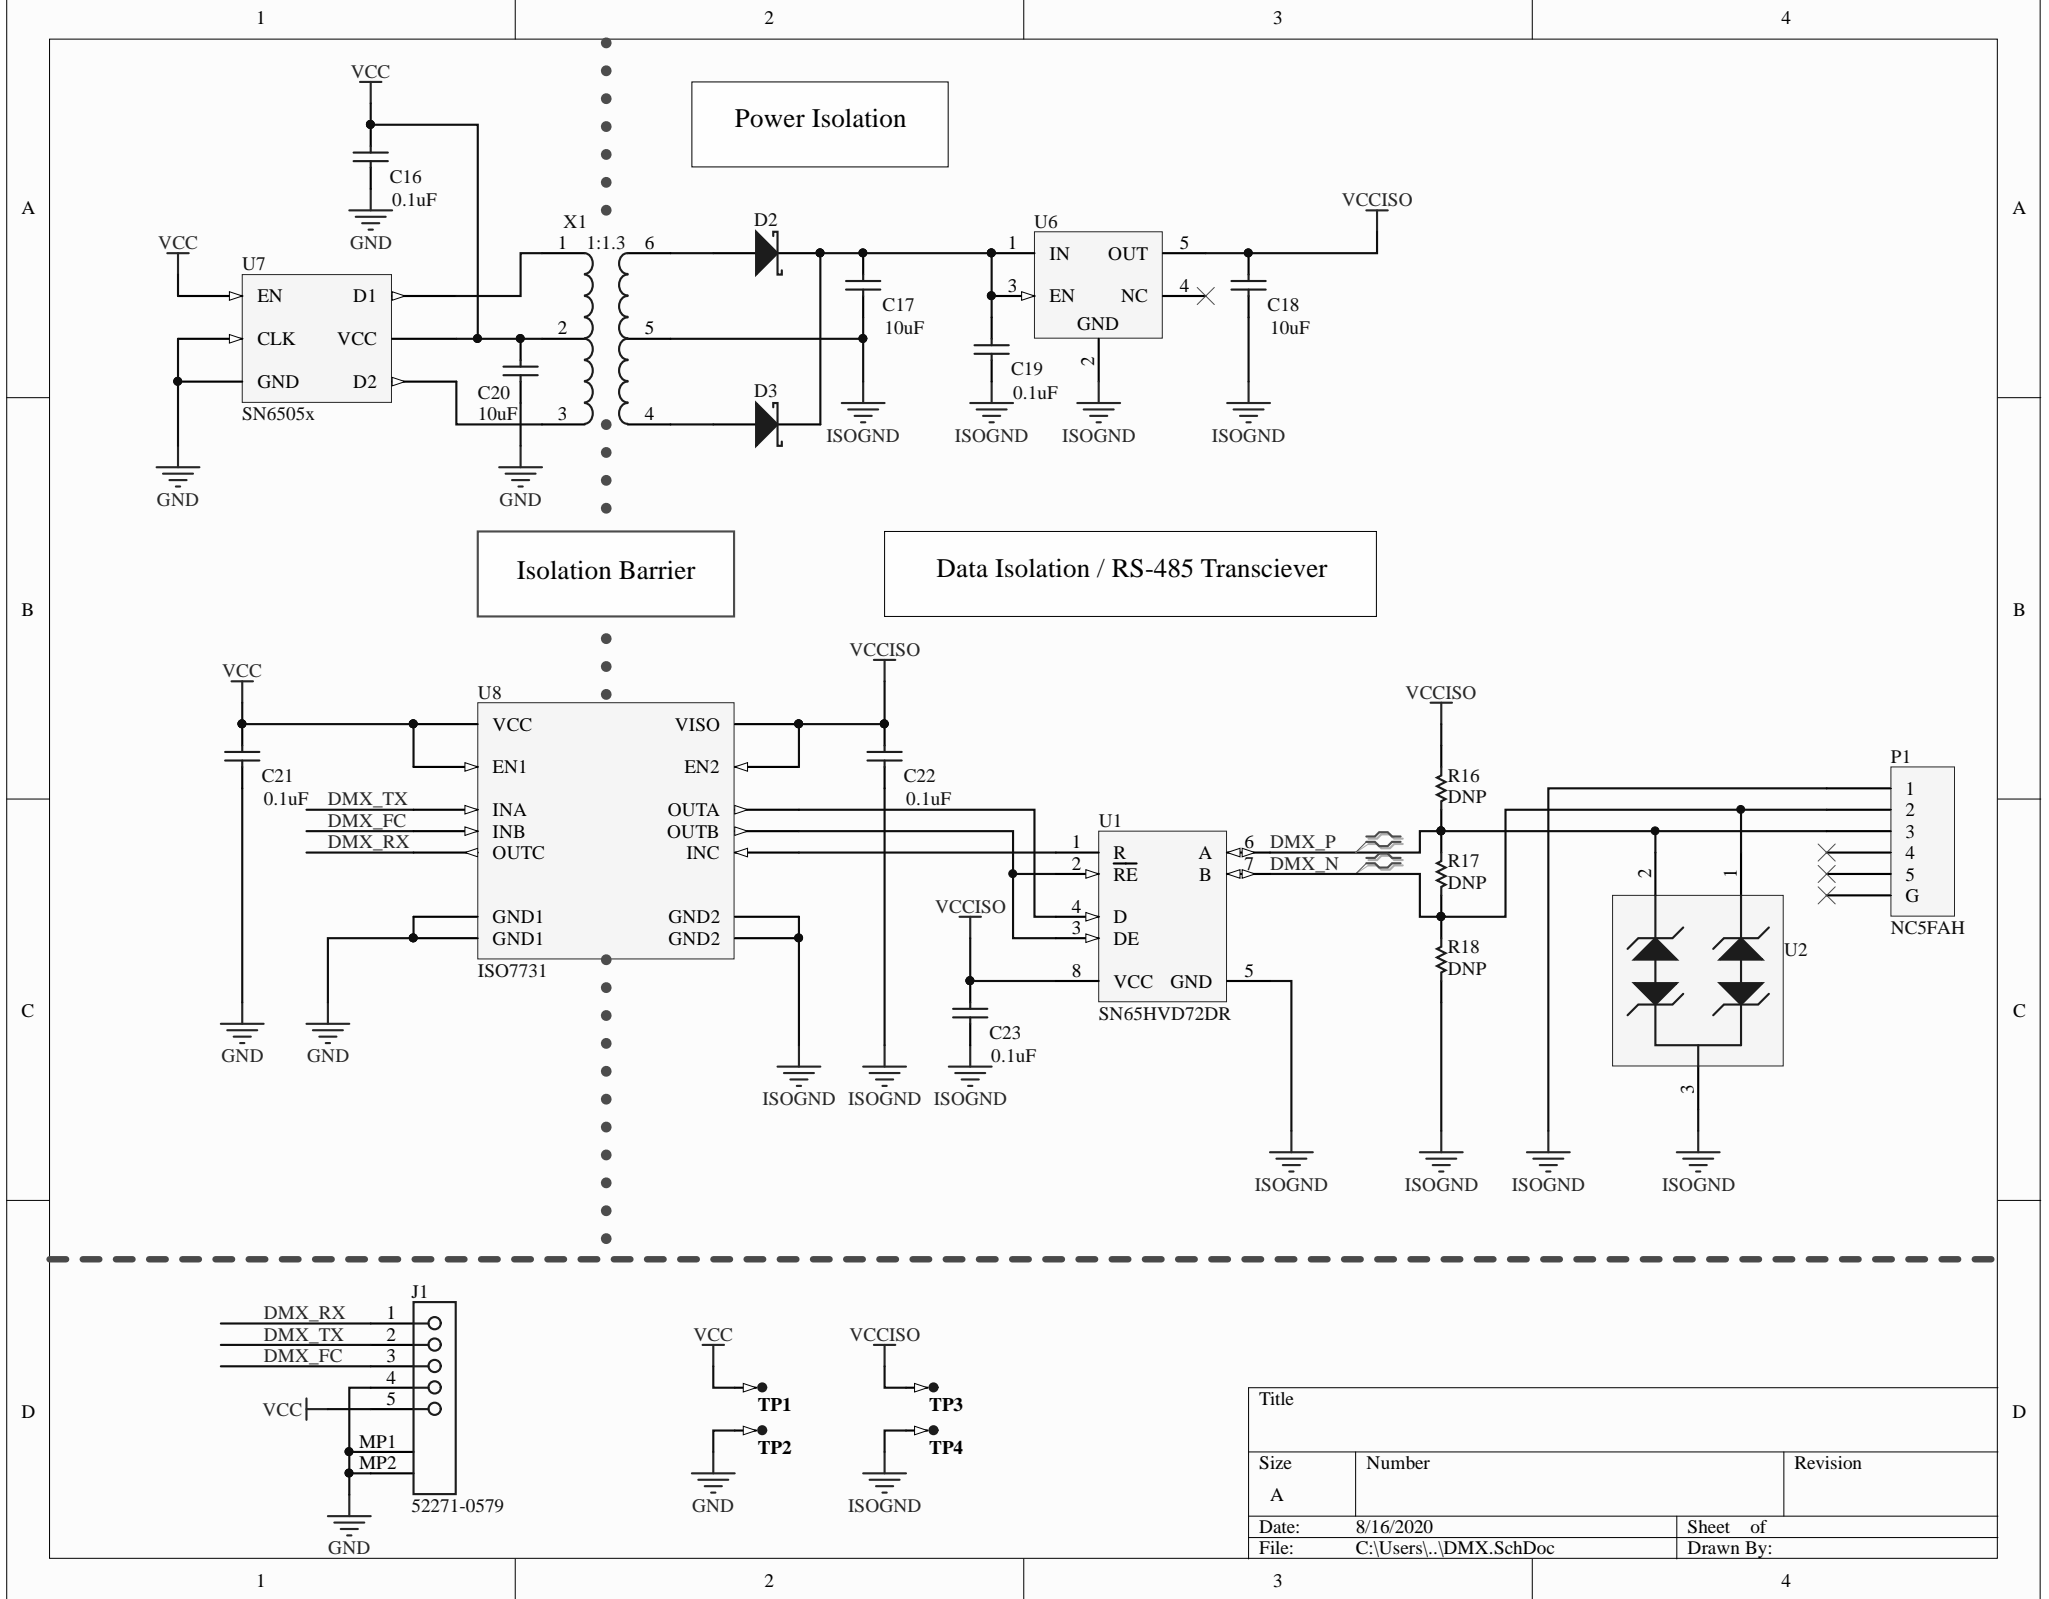 1 2 3 4
VCC
Power Isolation
C16
0.1uF
GND
A A
VCC
U7
EN D1
CLK VCC
GND D2
SN6505x
GND
X1
1 1:1.3 6
2 5
3 4
C20
10uF
GND
D2
D3
C17
10uF
ISOGND
U6
1 IN OUT 5
3 EN NC 4
GND
2
C19
0.1uF
ISOGND
ISOGND
VCCISO
C18
10uF
ISOGND
Isolation Barrier
Data Isolation / RS-485 Transciever
B B
VCC
C21
0.1uF
GND
DMX_TX
DMX_FC
DMX_RX
GND
U8
VCC VISO
EN1 EN2
INA OUTA
INB OUTB
OUTC INC
GND1 GND2
GND1 GND2
ISO7731
ISOGND
VCCISO
C22
0.1uF
ISOGND
VCCISO
C23
0.1uF
ISOGND
U1
1 R A 6 DMX_P
2 RE B 7 DMX_N
4 D
3 DE
8 VCC GND 5
SN65HVD72DR
ISOGND
VCCISO
R16
DNP
R17
DNP
R18
DNP
ISOGND
ISOGND
2 1
U2
3
ISOGND
P1
1
2
3
4
5
G
NC5FAH
C C
J1
DMX_RX 1
DMX_TX 2
DMX_FC 3
4
VCC 5
MP1
MP2
52271-0579
GND
VCC
TP1
TP2
GND
VCCISO
TP3
TP4
ISOGND
D D
Title
Size Number Revision
A
Date: 8/16/2020 Sheet of
File: C:\Users\..\DMX.SchDoc Drawn By:
1 2 3 4